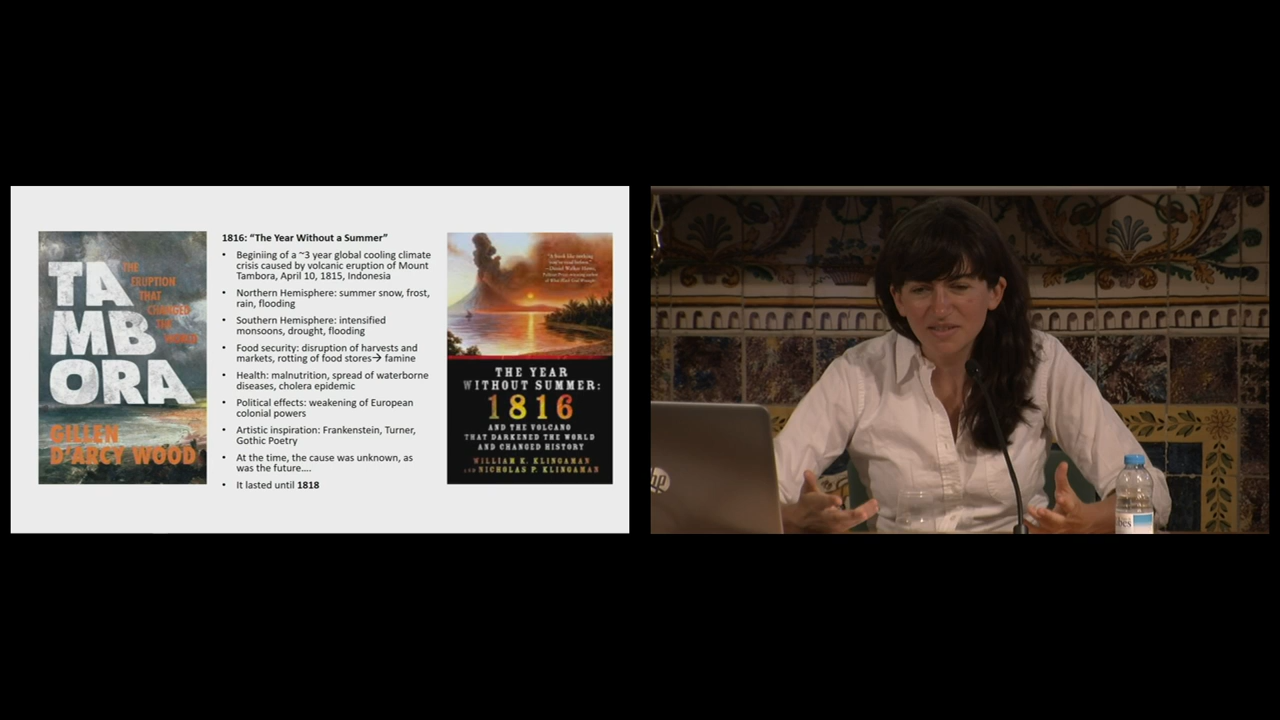 TA
MB
ORA
THE
ERUPTION
THAT
CHANGED
THE
WORLD
GILLEN
D'ARCY WOOD
1816: “The Year Without a Summer”
• Beginiing of a ~3 year global cooling climate
crisis caused by volcanic eruption of Mount
Tambora, April 10, 1815, Indonesia
• Northern Hemisphere: summer snow, frost,
rain, flooding
• Southern Hemisphere: intensified
monsoons, drought, flooding
• Food security: disruption of harvests and
markets, rotting of food stores→ famine
• Health: malnutrition, spread of waterborne
diseases, cholera epidemic
• Political effects: weakening of European
colonial powers
• Artistic inspiration: Frankenstein, Turner,
Gothic Poetry
• At the time, the cause was unknown, as
was the future….
• It lasted until 1818
THE YEAR
WITHOUT SUMMER:
1816
AND THE VOLCANO
THAT DARKENED THE WORLD
AND CHANGED HISTORY
WILLIAM K. KLINGAMAN
AND NICHOLAS P. KLINGAMAN
hp